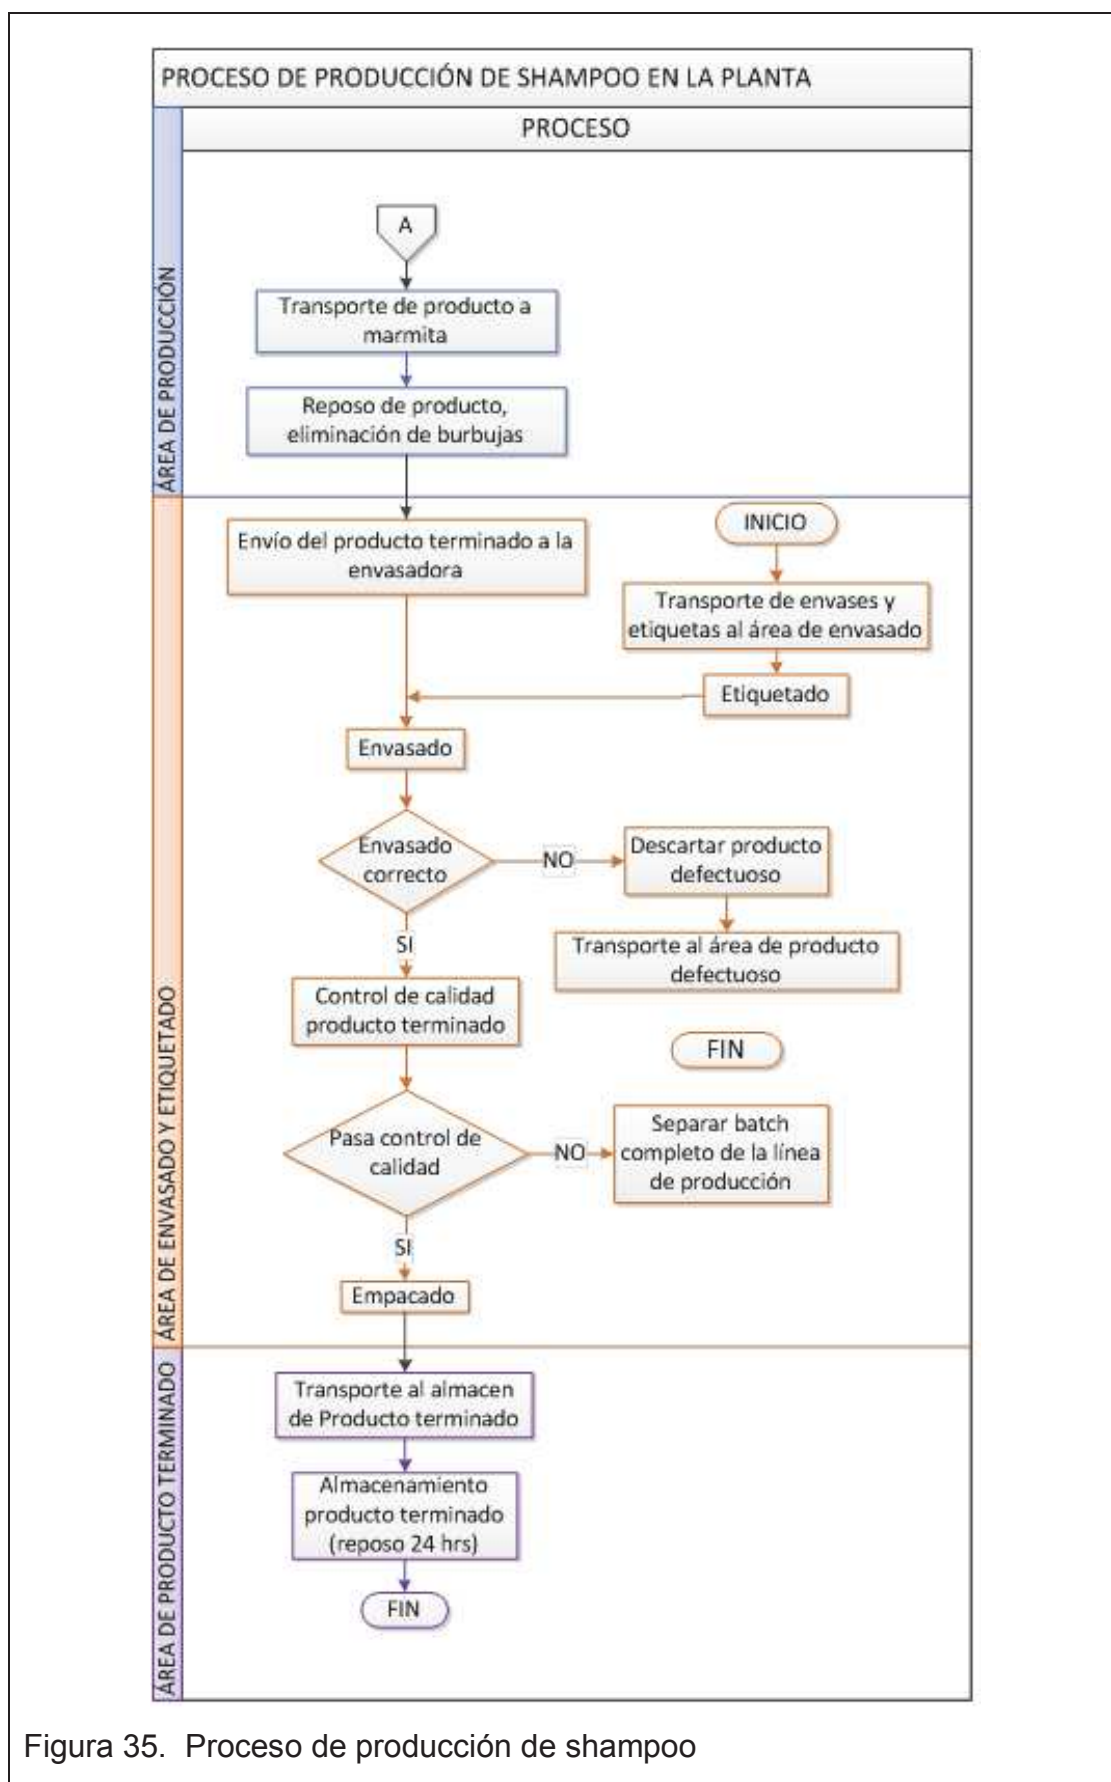 PROCESO DE PRODUCCIÓN DE SHAMPOO EN LA PLANTA
PROCESO
ÁREA DE PRODUCCIÓN
A
Transporte de producto a
marmita
Reposo de producto,
eliminación de burbujas
ÁREA DE ENVASADO Y ETIQUETADO
Envío del producto terminado a la
envasadora
INICIO
Transporte de envases y
etiquetas al área de envasado
Etiquetado
Envasado
Envasado
correcto
NO
Descartar producto
defectuoso
Transporte al área de producto
defectuoso
SI
Control de calidad
producto terminado
FIN
Pasa control de
calidad
NO
Separar batch
completo de la línea
de producción
SI
Empacado
ÁREA DE PRODUCTO TERMINADO
Transporte al almacen
de Producto terminado
Almacenamiento
producto terminado
(reposo 24 hrs)
FIN
Figura 35. Proceso de producción de shampoo